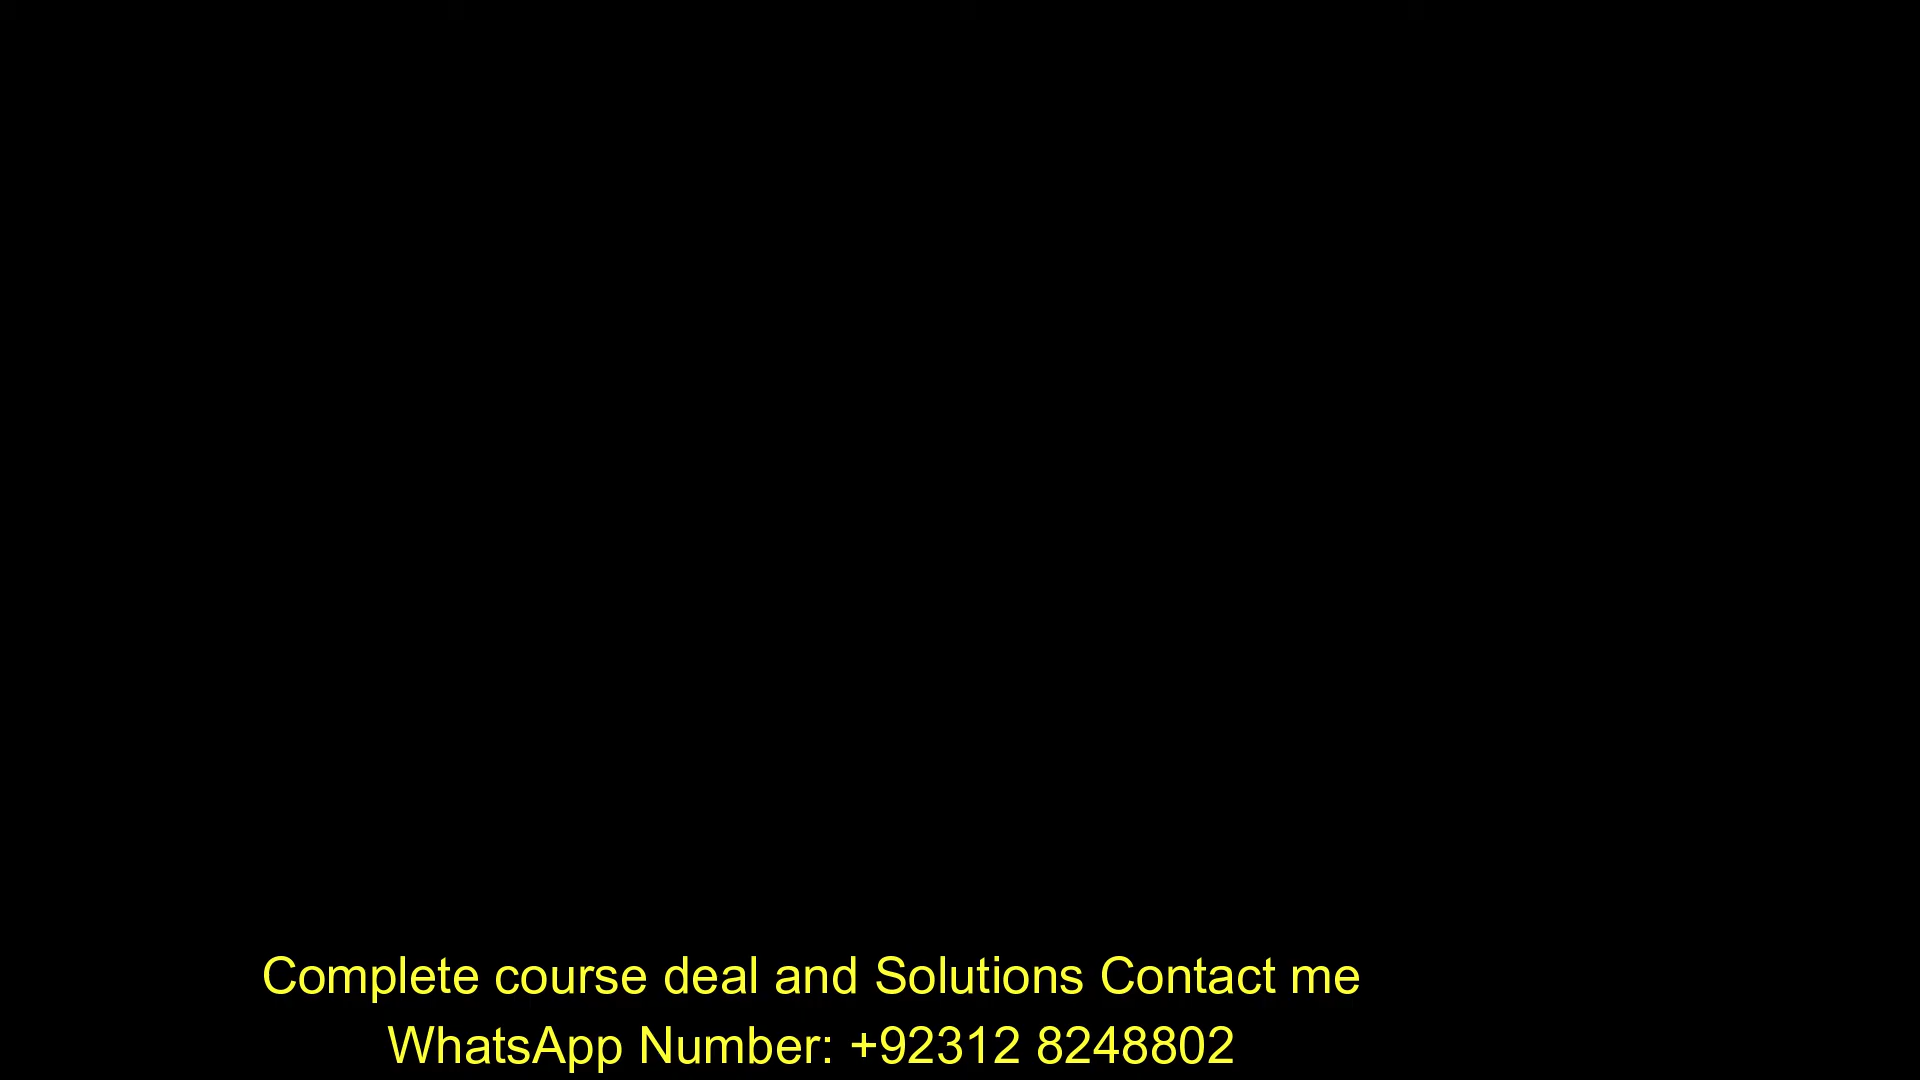 Complete course deal and Solutions Contact me
WhatsApp Number: +92312 8248802